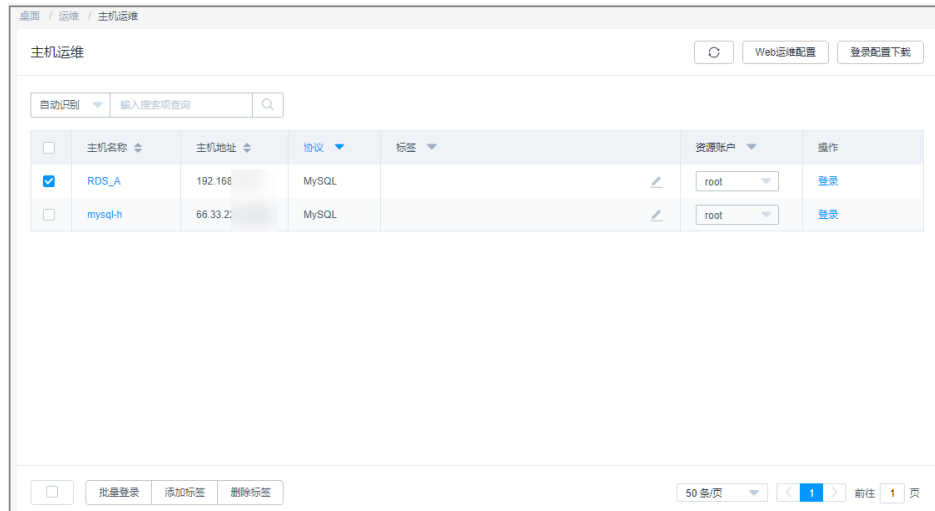 桌面 / 运维 / 主机运维
主机运维 Web运维配置 登录配置下载
自动识别 输入搜索项查询
主机名称 主机地址 协议 标签 资源账户 操作
RDS_A 192.168 MySQL root 登录
mysql-h 66.33.2 MySQL root 登录
批量登录 添加标签 删除标签 50 条/页 1 前往 1 页